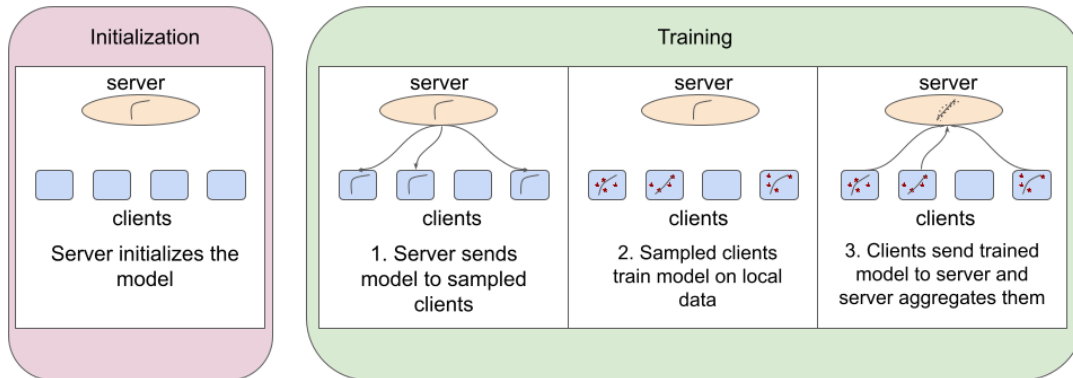 Initialization
server
clients
Server initializes the
model
Training
server
clients
1. Server sends
model to sampled
clients
server
clients
2. Sampled clients
train model on local
data
server
clients
3. Clients send trained
model to server and
server aggregates them